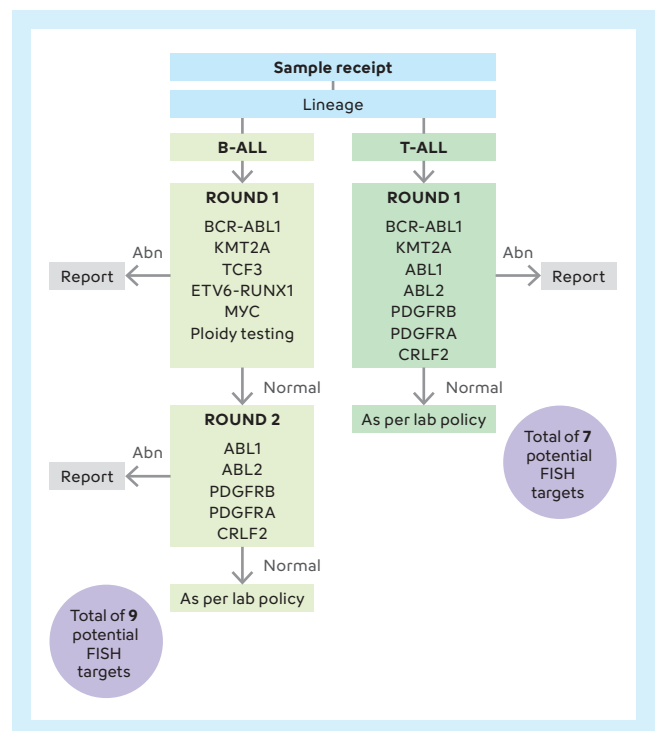 Sample receipt
Lineage
B-ALL
ROUND 1
BCR-ABL1
KMT2A
TCF3
ETV6-RUNX1
MYC
Ploidy testing
Abn
Report
Normal
ROUND 2
ABL1
ABL2
PDGFRB
PDGFRA
CRLF2
Abn
Report
Normal
As per lab policy
Total of 9
potential
FISH
targets
T-ALL
ROUND 1
BCR-ABL1
KMT2A
ABL1
ABL2
PDGFRB
PDGFRA
CRLF2
Abn
Report
Normal
As per lab policy
Total of 7
potential
FISH
targets